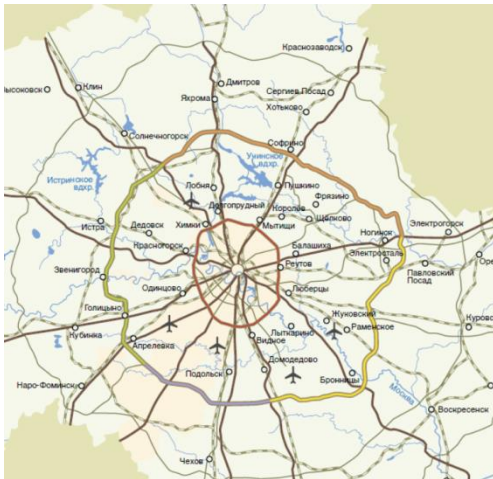 Краснозаводск
Дмитров
Клин
Сергиев Посад
Яхрома
Хотьково
Солнечногорск
Софрино
Учинское
вдхр.
Истринское
вдхр.
Лобня
Пушкино
Фрязино
Долгопрудный
Королёв
Щёлково
Истра
Дедовск
Химки
Мытищи
Ногинск
Электрогорск
Красногорск
Балашиха
Электросталь
Звенигород
Реутов
Павловский
Посад
Одинцово
Люберцы
Голицыно
Жуковский
Кубинка
Лыткарино
Раменское
Апрелевка
Видное
Домодедово
Наро-Фоминск
Подольск
Бронницы
Москва
Воскресенск
Чехов